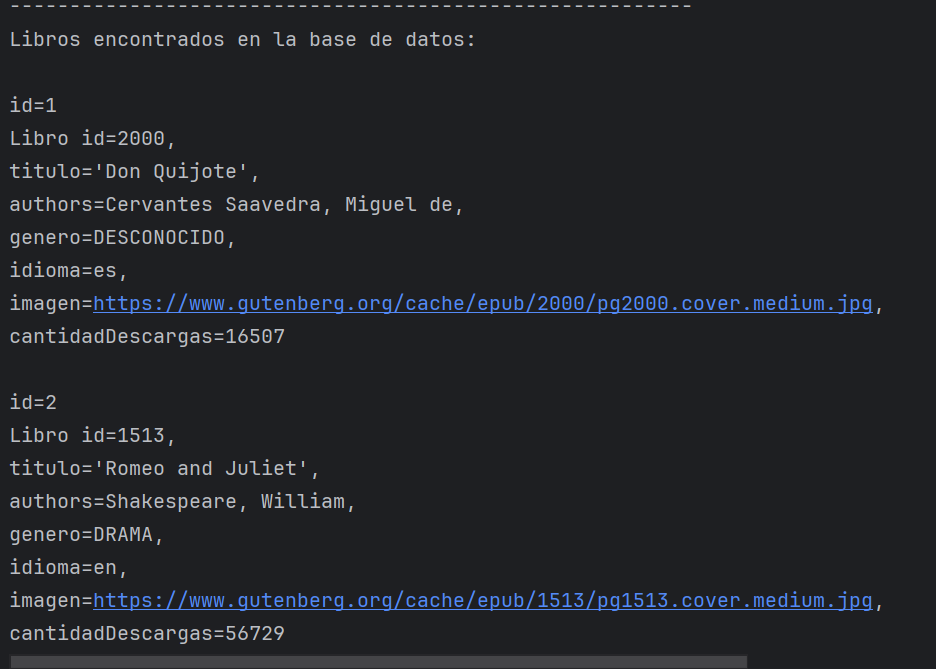 ---------------------------------------------------------
Libros encontrados en la base de datos:
id=1
Libro id=2000,
titulo='Don Quijote',
authors=Cervantes Saavedra, Miguel de,
genero=DESCONOCIDO,
idioma=es,
imagen=https://www.gutenberg.org/cache/epub/2000/pg2000.cover.medium.jpg,
cantidadDescargas=16507
id=2
Libro id=1513,
titulo='Romeo and Juliet',
authors=Shakespeare, William,
genero=DRAMA,
idioma=en,
imagen=https://www.gutenberg.org/cache/epub/1513/pg1513.cover.medium.jpg,
cantidadDescargas=56729